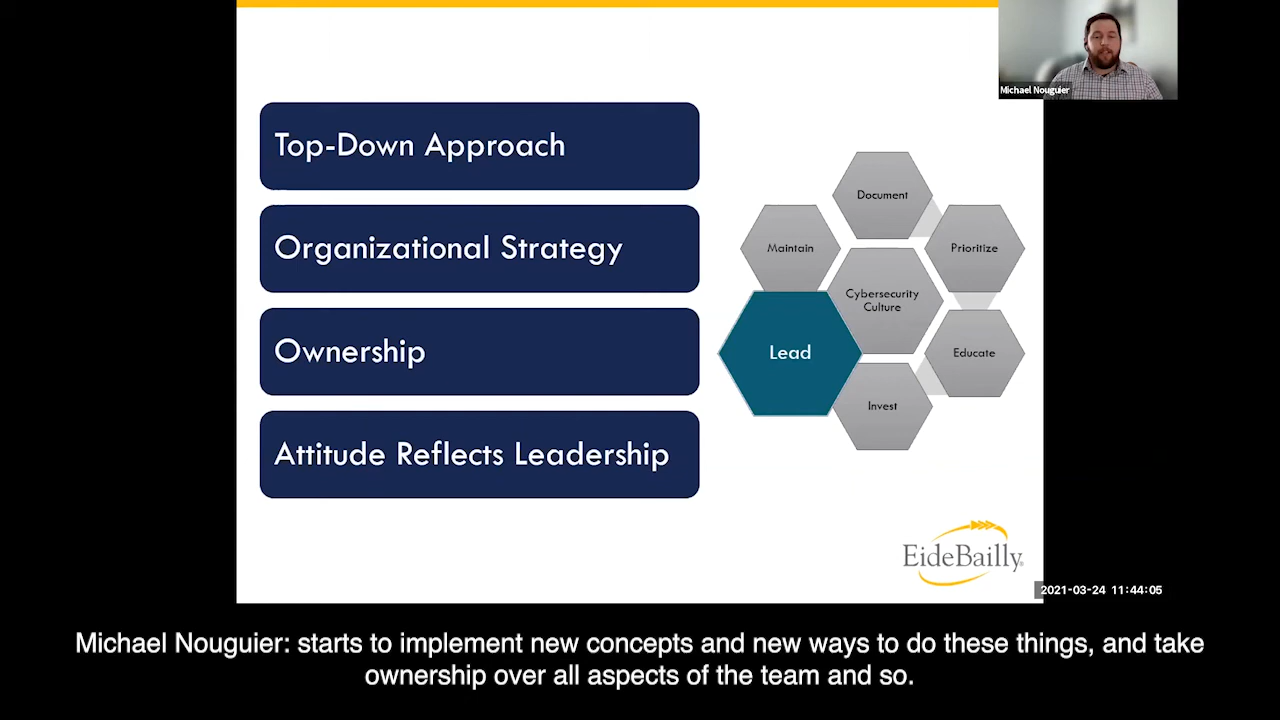 Michael Nouguier
Top-Down Approach
Organizational Strategy
Ownership
Attitude Reflects Leadership
Document
Maintain
Prioritize
Cybersecurity
Culture
Lead
Educate
Invest
EideBailly®
2021-03-24 11:44:05
Michael Nouguier: starts to implement new concepts and new ways to do these things, and take
ownership over all aspects of the team and so.